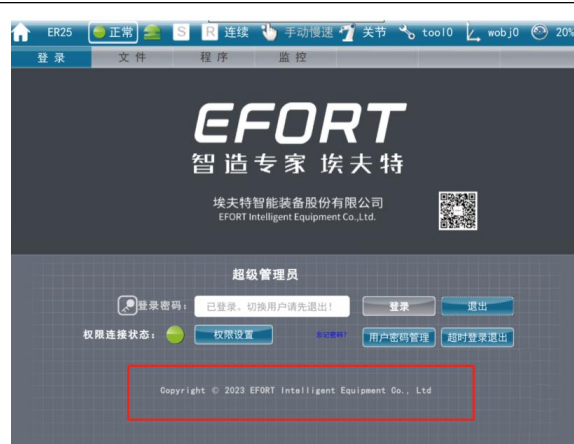 ER25 正常 S R 连续 手动慢速 关节 tool0 wobj0 20%
登录 文件 程序 监控
EFORT
智造专家 埃夫特
埃夫特智能装备股份有限公司
EFORT Intelligent Equipment Co.,Ltd.
超级管理员
登录密码: 已登录，切换用户请先退出! 登录 退出
权限连接状态: 权限设置 忘记密码? 用户密码管理 超时登录退出
Copyright © 2023 EFORT Intelligent Equipment Co., Ltd